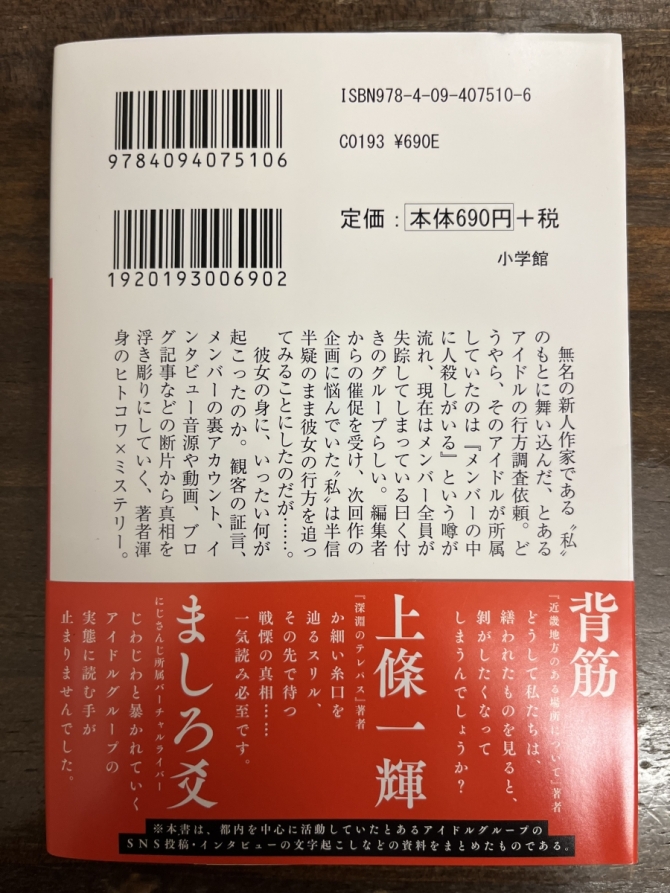 9784094075106
ISBN978-4-09-407510-6
C0193 ¥690E
1920193006902
定価：本体690円＋税
小学館
無名の新人作家である〝私〟
のもとに舞い込んだ、とある
アイドルの行方調査依頼。ど
うやら、そのアイドルが所属
していたのは『メンバーの中
に人殺しがいる』という噂が
流れ、現在はメンバー全員が
失踪してしまっている曰く付
きのグループらしい。編集者
からの催促を受け、次回作の
企画に悩んでいた〝私〟は半信
半疑のまま彼女の行方を追っ
てみることにしたのだが……。
彼女の身に、いったい何が
起こったのか。観客の証言、
メンバーの裏アカウント、イ
ンタビュー音源や動画、ブロ
グ記事などの断片から真相を
浮き彫りにしていく、著者渾
身のヒトコワ×ミステリー。
背筋
『近畿地方のある場所について』著者
どうして私たちは、
繕われたものを見ると、
剝がしたくなって
しまうんでしょうか？
上條一輝
『深淵のテレパス』著者
か細い糸口を
辿るスリル、
その先で待つ
戦慄の真相……
一気読み必至です。
ましろ爻
にじさんじ所属バーチャルライバー
じわじわと暴かれていく
アイドルグループの
実態に読む手が
止まりませんでした。
※本書は、都内を中心に活動していたとあるアイドルグループの
SNS投稿・インタビューの文字起こしなどの資料をまとめたものである。